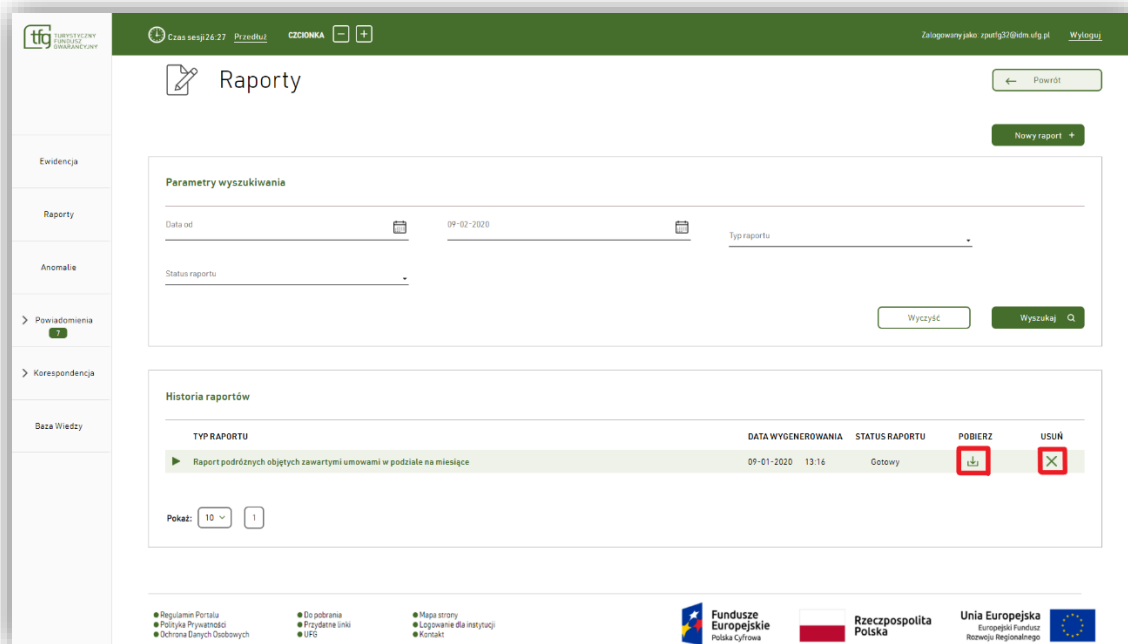 tfg TURYSTYCZNY
FUNDUSZ
GWARANCYJNY
Czas sesji26:27 Przedłuż CZCIONKA − +
Zalogowany jako zputfg32@idm.ufg.pl Wyloguj
Raporty
← Powrót
Nowy raport +
Ewidencja
Raporty
Anomalie
Powiadomienia
7
Korespondencja
Baza Wiedzy
Parametry wyszukiwania
Data od
09-02-2020
Typ raportu
Status raportu
Wyczyść
Wyszukaj
Historia raportów
TYP RAPORTU DATA WYGENEROWANIA STATUS RAPORTU POBIERZ USUŃ
Raport podróżnych objętych zawartymi umowami w podziale na miesiące 09-01-2020 13:16 Gotowy
Pokaż: 10 1
Regulamin Portalu
Polityka Prywatności
Ochrona Danych Osobowych
Do pobrania
Przydatne linki
UFG
Mapa strony
Logowanie dla instytucji
Kontakt
Fundusze
Europejskie
Polska Cyfrowa
Rzeczpospolita
Polska
Unia Europejska
Europejski Fundusz
Rozwoju Regionalnego